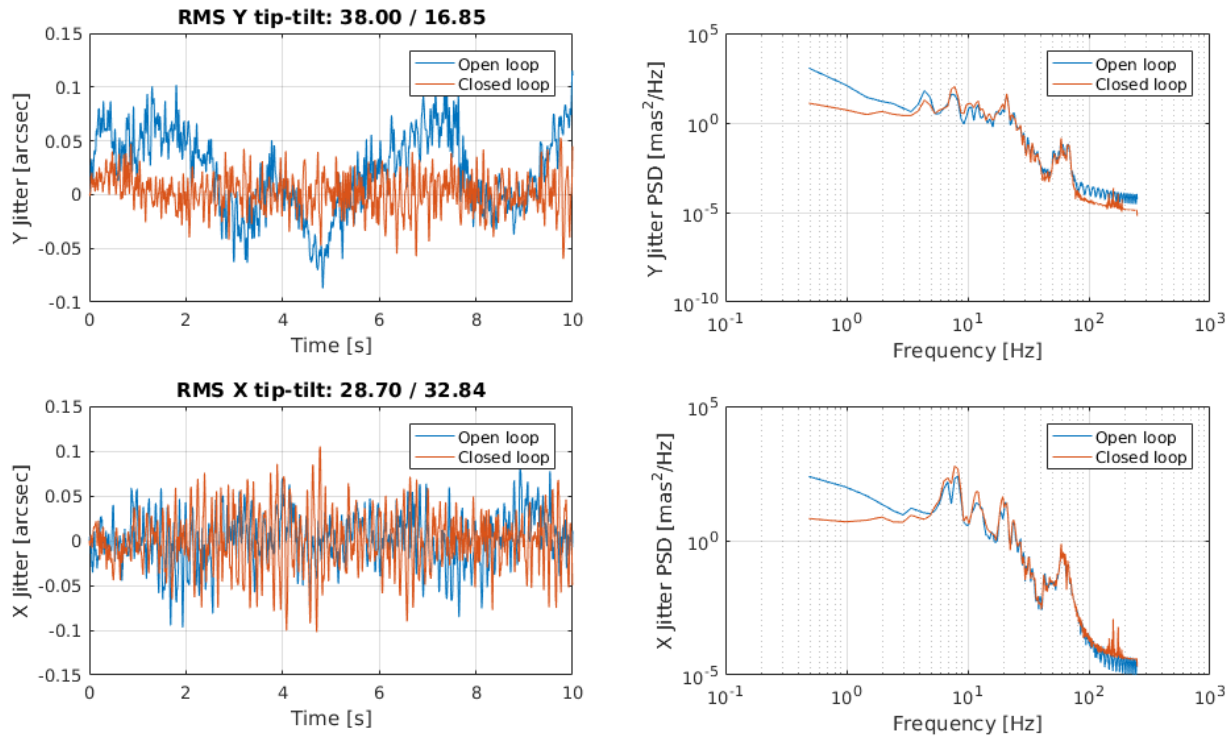 RMS Y tip-tilt: 38.00 / 16.85
0.15
0.1
0.05
0
-0.05
-0.1
Y Jitter [arcsec]
Open loop
Closed loop
0 2 4 6 8 10
Time [s]
10^5
10^0
10^-5
10^-10
Y Jitter PSD [mas^2/Hz]
Open loop
Closed loop
10^-1 10^0 10^1 10^2 10^3
Frequency [Hz]
RMS X tip-tilt: 28.70 / 32.84
0.15
0.1
0.05
0
-0.05
-0.1
-0.15
X Jitter [arcsec]
Open loop
Closed loop
0 2 4 6 8 10
Time [s]
10^5
10^0
10^-5
X Jitter PSD [mas^2/Hz]
Open loop
Closed loop
10^-1 10^0 10^1 10^2 10^3
Frequency [Hz]